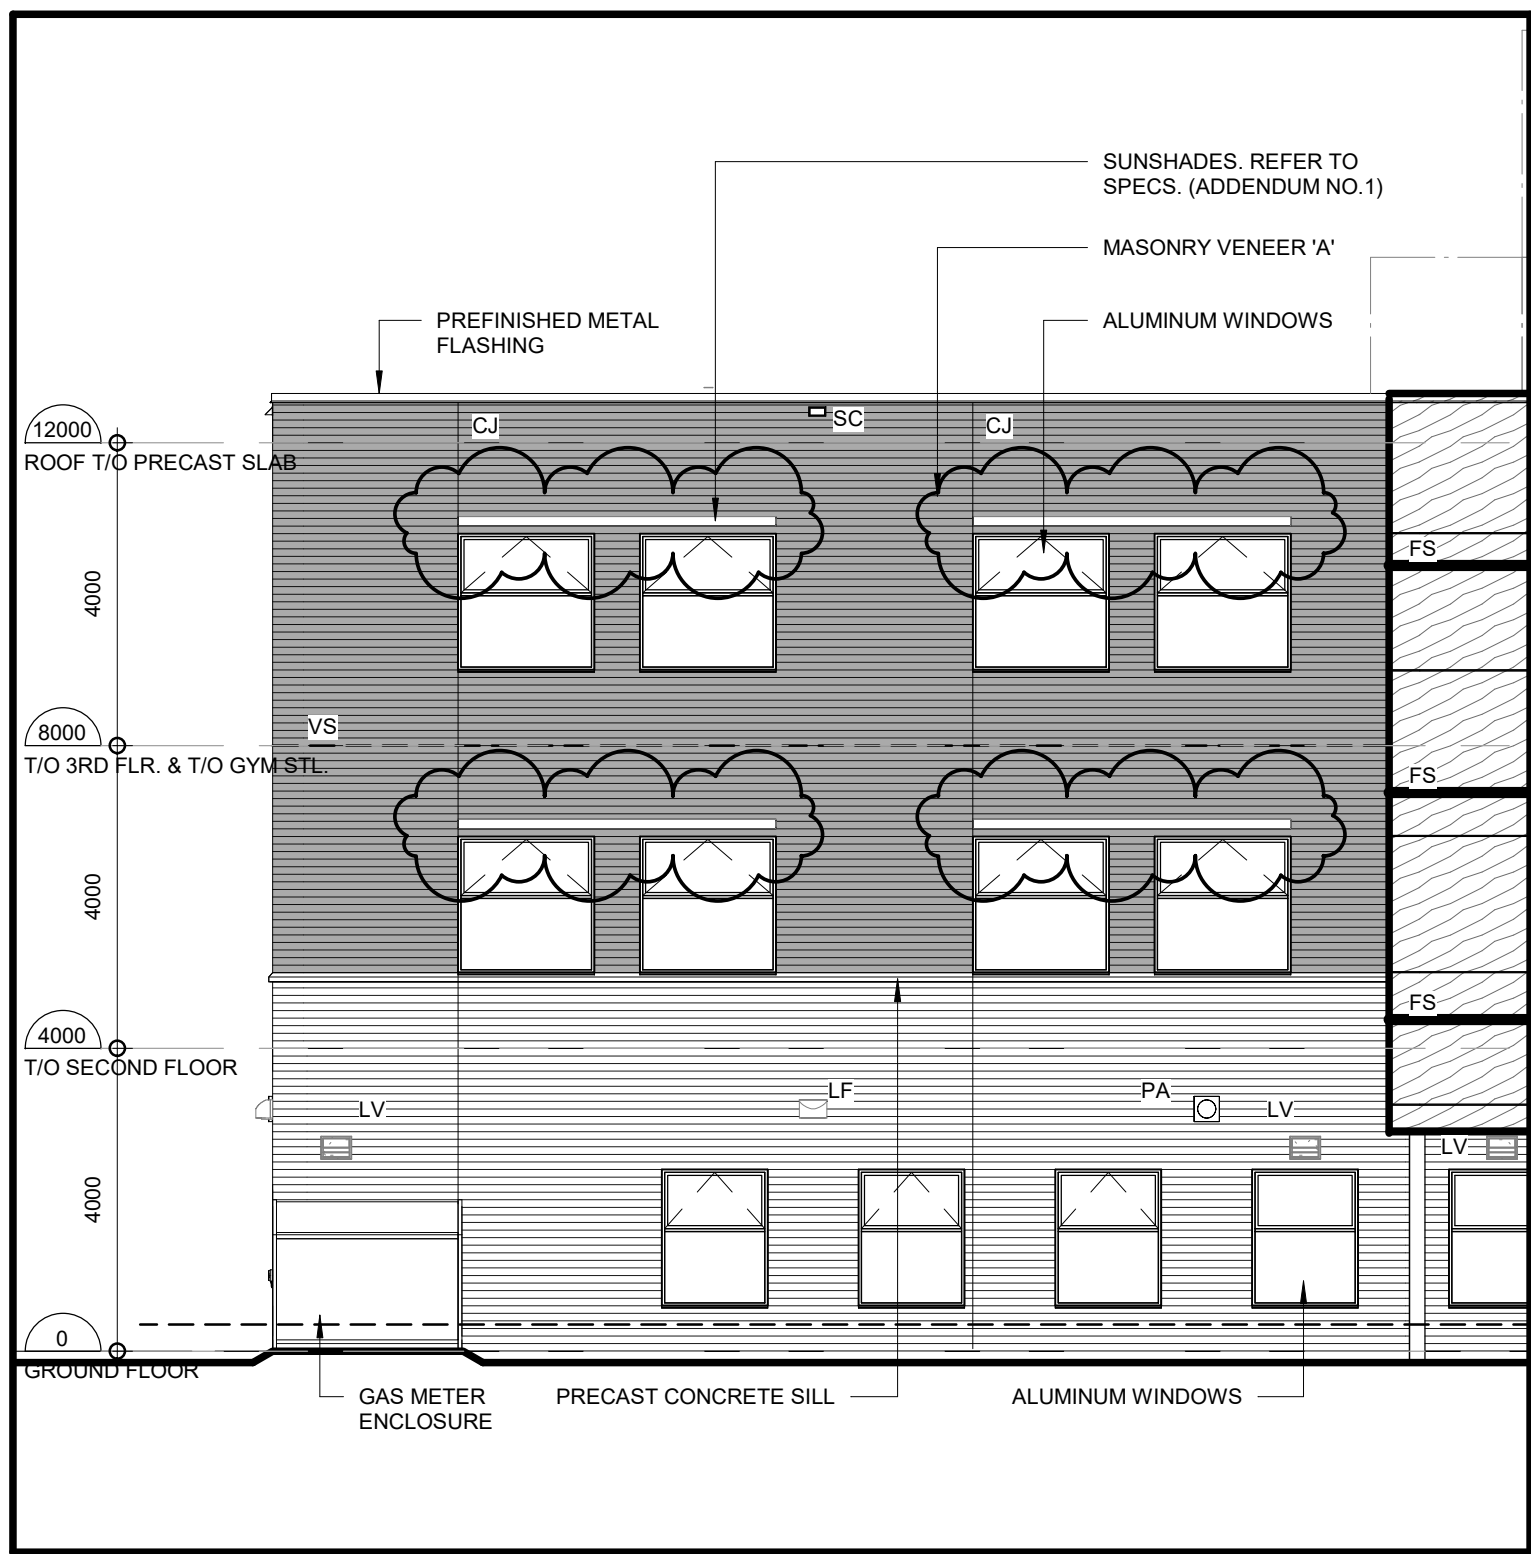 SUNSHADES. REFER TO
SPECS. (ADDENDUM NO.1)
MASONRY VENEER 'A'
PREFINISHED METAL
FLASHING
ALUMINUM WINDOWS
12000
ROOF T/O PRECAST SLAB
CJ
SC
CJ
FS
4000
8000
T/O 3RD FLR. & T/O GYM STL.
VS
FS
4000
FS
4000
T/O SECOND FLOOR
LV
LF
PA
LV
LV
4000
0
GROUND FLOOR
GAS METER
ENCLOSURE
PRECAST CONCRETE SILL
ALUMINUM WINDOWS